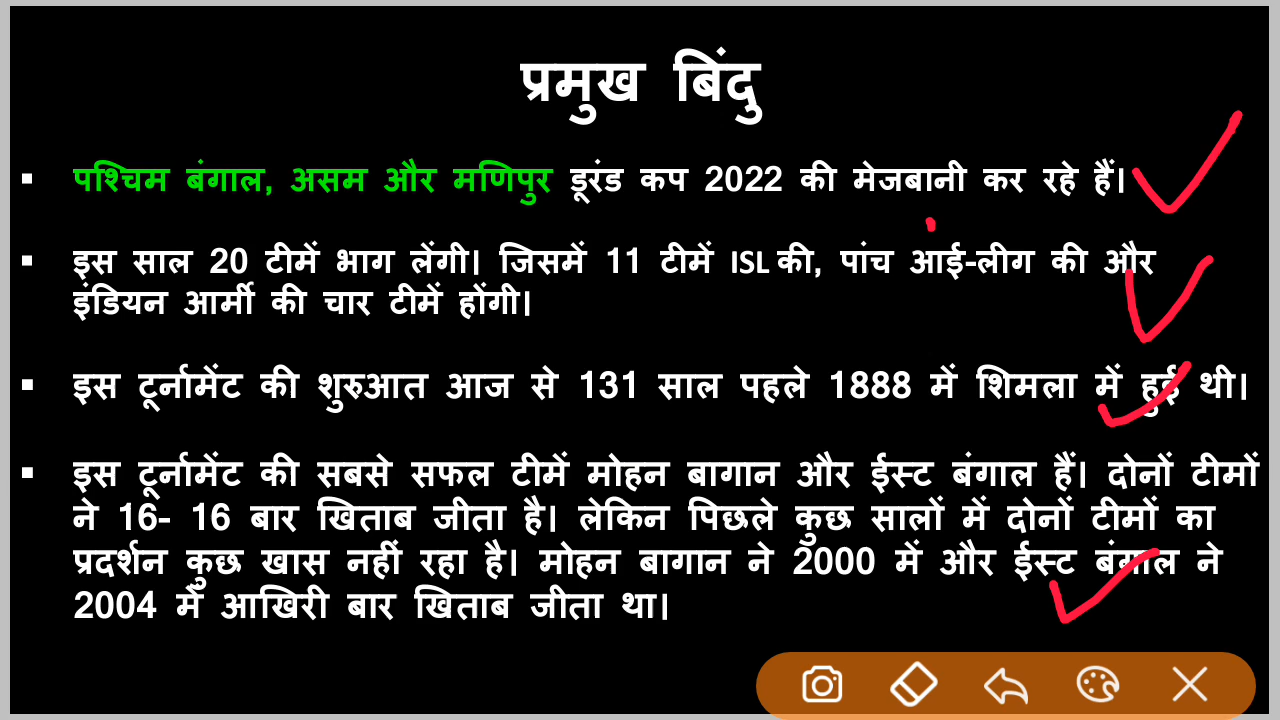 प्रमुख बिंदु
▪ पश्चिम बंगाल, असम और मणिपुर डूरंड कप 2022 की मेजबानी कर रहे हैं।
▪ इस साल 20 टीमें भाग लेंगी। जिसमें 11 टीमें ISL की, पांच आई-लीग की और
इंडियन आर्मी की चार टीमें होंगी।
▪ इस टूर्नामेंट की शुरुआत आज से 131 साल पहले 1888 में शिमला में हुई थी।
▪ इस टूर्नामेंट की सबसे सफल टीमें मोहन बागान और ईस्ट बंगाल हैं। दोनों टीमों
ने 16- 16 बार खिताब जीता है। लेकिन पिछले कुछ सालों में दोनों टीमों का
प्रदर्शन कुछ खास नहीं रहा है। मोहन बागान ने 2000 में और ईस्ट बंगाल ने
2004 में आखिरी बार खिताब जीता था।